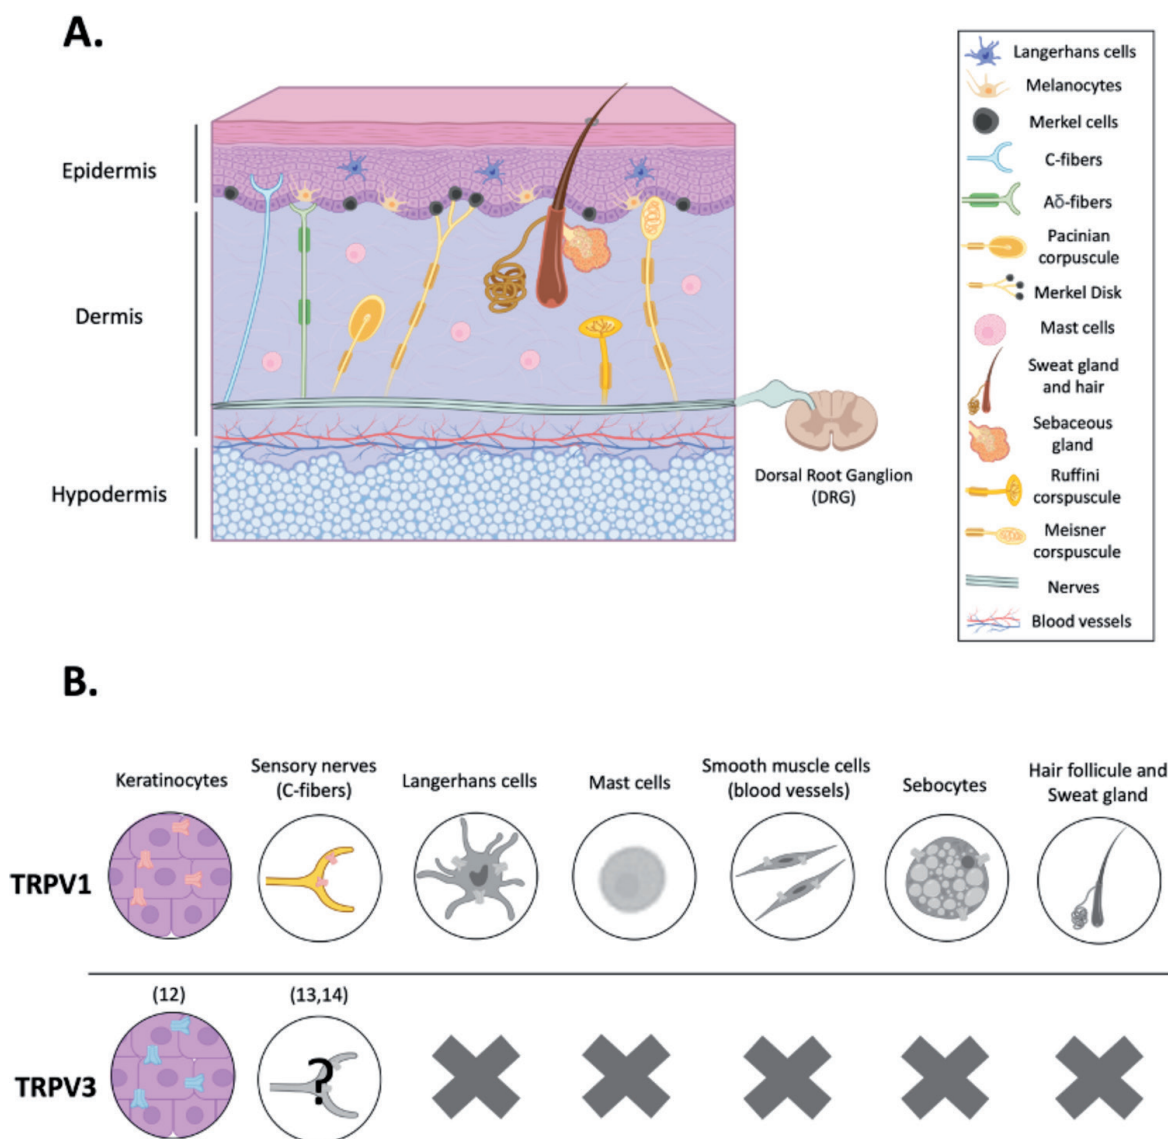 A.
Epidermis
Dermis
Hypodermis
Dorsal Root Ganglion
(DRG)
Langerhans cells
Melanocytes
Merkel cells
C-fibers
Aδ-fibers
Pacinian
corpuscule
Merkel Disk
Mast cells
Sweat gland
and hair
Sebaceous
gland
Ruffini
corspuscule
Meisner
corspuscule
Nerves
Blood vessels
B.
Keratinocytes
Sensory nerves
(C-fibers)
Langerhans cells
Mast cells
Smooth muscle cells
(blood vessels)
Sebocytes
Hair follicule and
Sweat gland
TRPV1
(12)
(13,14)
TRPV3
?